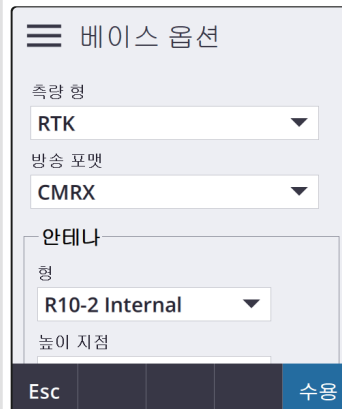 베이스 옵션
측량 형
RTK
방송 포맷
CMRX
안테나
형
R10-2 Internal
높이 지점
Esc
수용